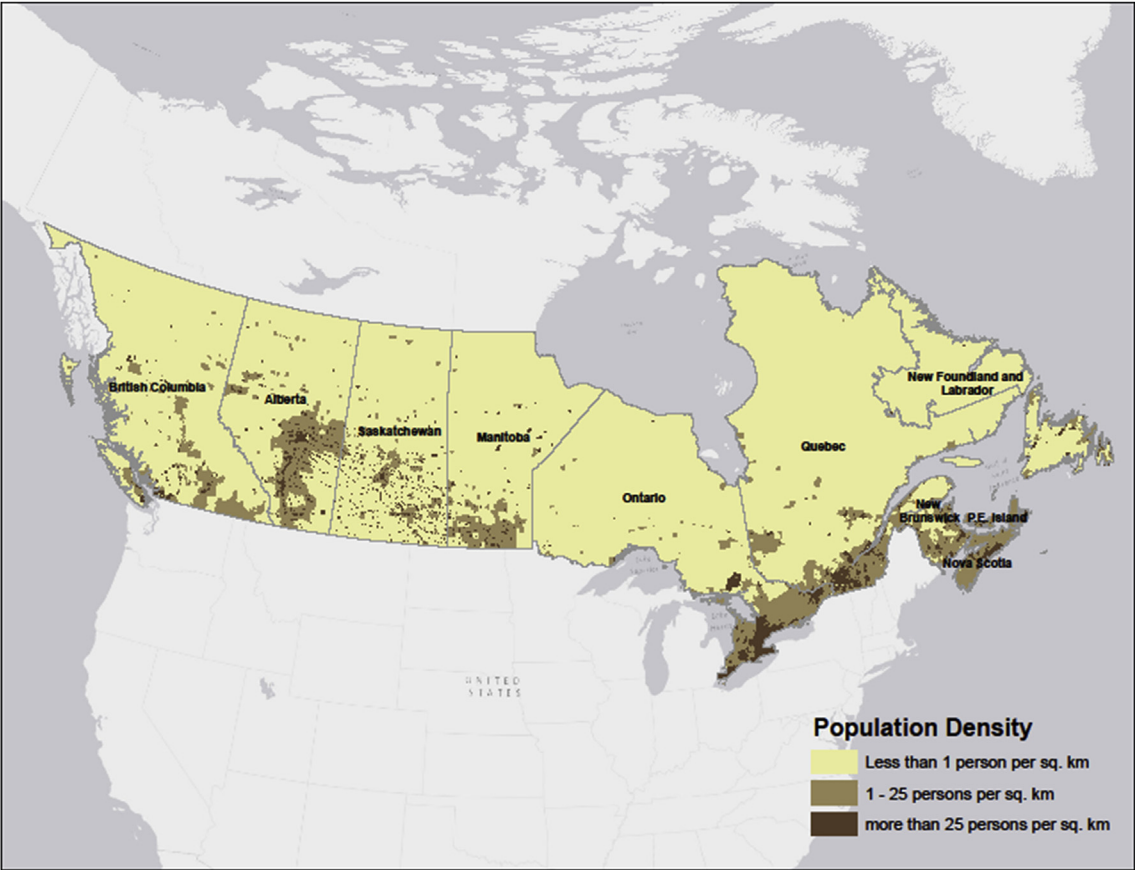 British Columbia
Alberta
Saskatchewan
Manitoba
Ontario
Quebec
New Foundland and
Labrador
New
Brunswick
P.E. Island
Nova Scotia
UNITED
STATES
Population Density
Less than 1 person per sq. km
1 - 25 persons per sq. km
more than 25 persons per sq. km